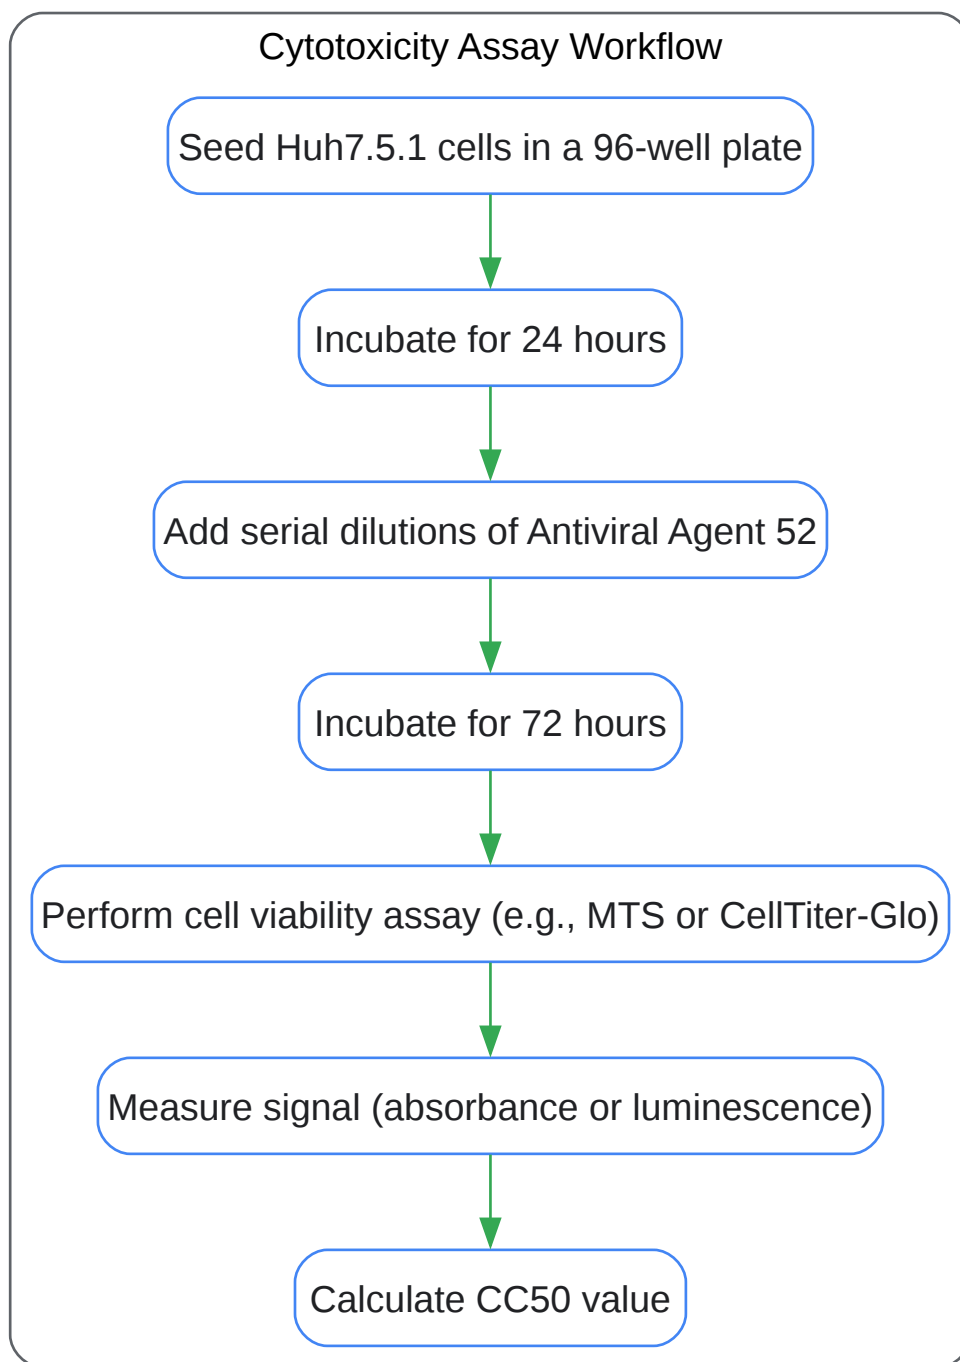 Cytotoxicity Assay Workflow
Seed Huh7.5.1 cells in a 96-well plate
Incubate for 24 hours
Add serial dilutions of Antiviral Agent 52
Incubate for 72 hours
Perform cell viability assay (e.g., MTS or CellTiter-Glo)
Measure signal (absorbance or luminescence)
Calculate CC50 value